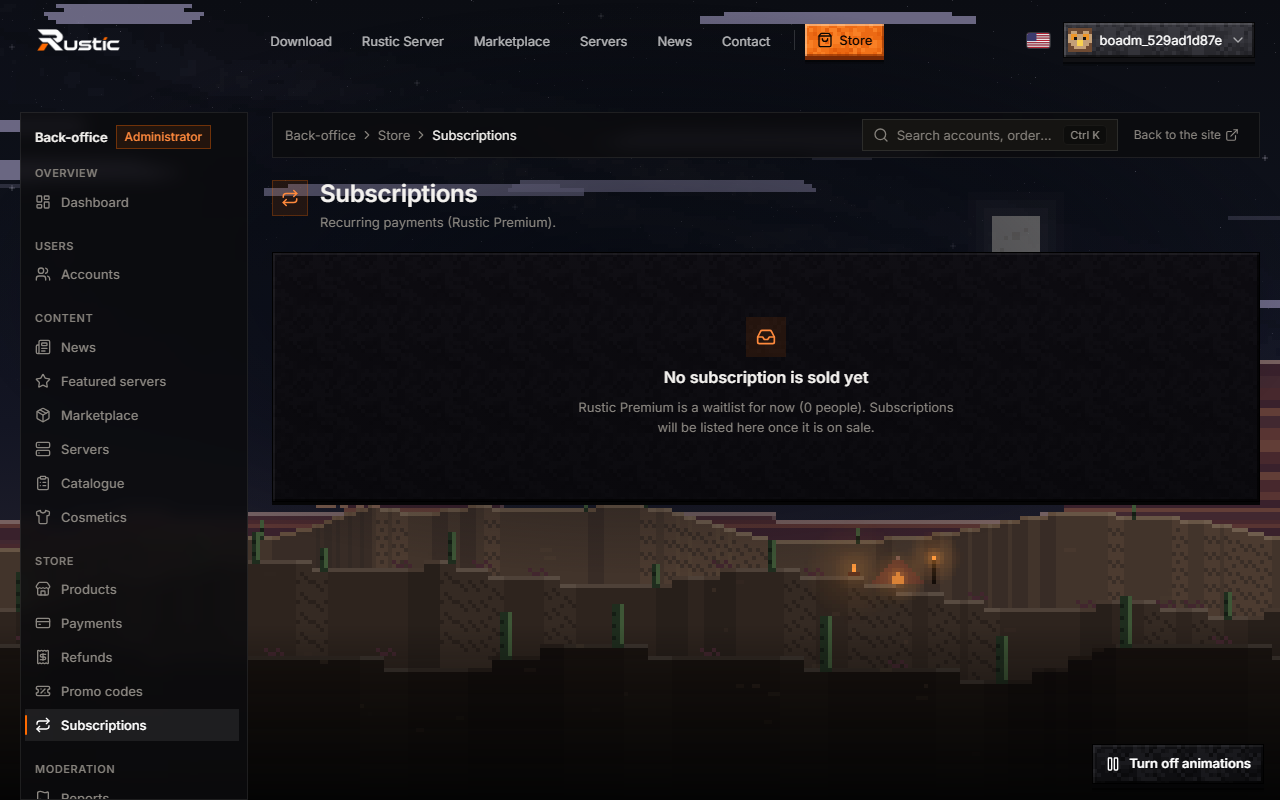 Rustic
Download
Rustic Server
Marketplace
Servers
News
Contact
Store
boadm_529ad1d87e
Back-office
Administrator
OVERVIEW
Dashboard
USERS
Accounts
CONTENT
News
Featured servers
Marketplace
Servers
Catalogue
Cosmetics
STORE
Products
Payments
Refunds
Promo codes
Subscriptions
MODERATION
Reports
Back-office > Store > Subscriptions
Search accounts, order...
Ctrl K
Back to the site
Subscriptions
Recurring payments (Rustic Premium).
No subscription is sold yet
Rustic Premium is a waitlist for now (0 people). Subscriptions
will be listed here once it is on sale.
Turn off animations